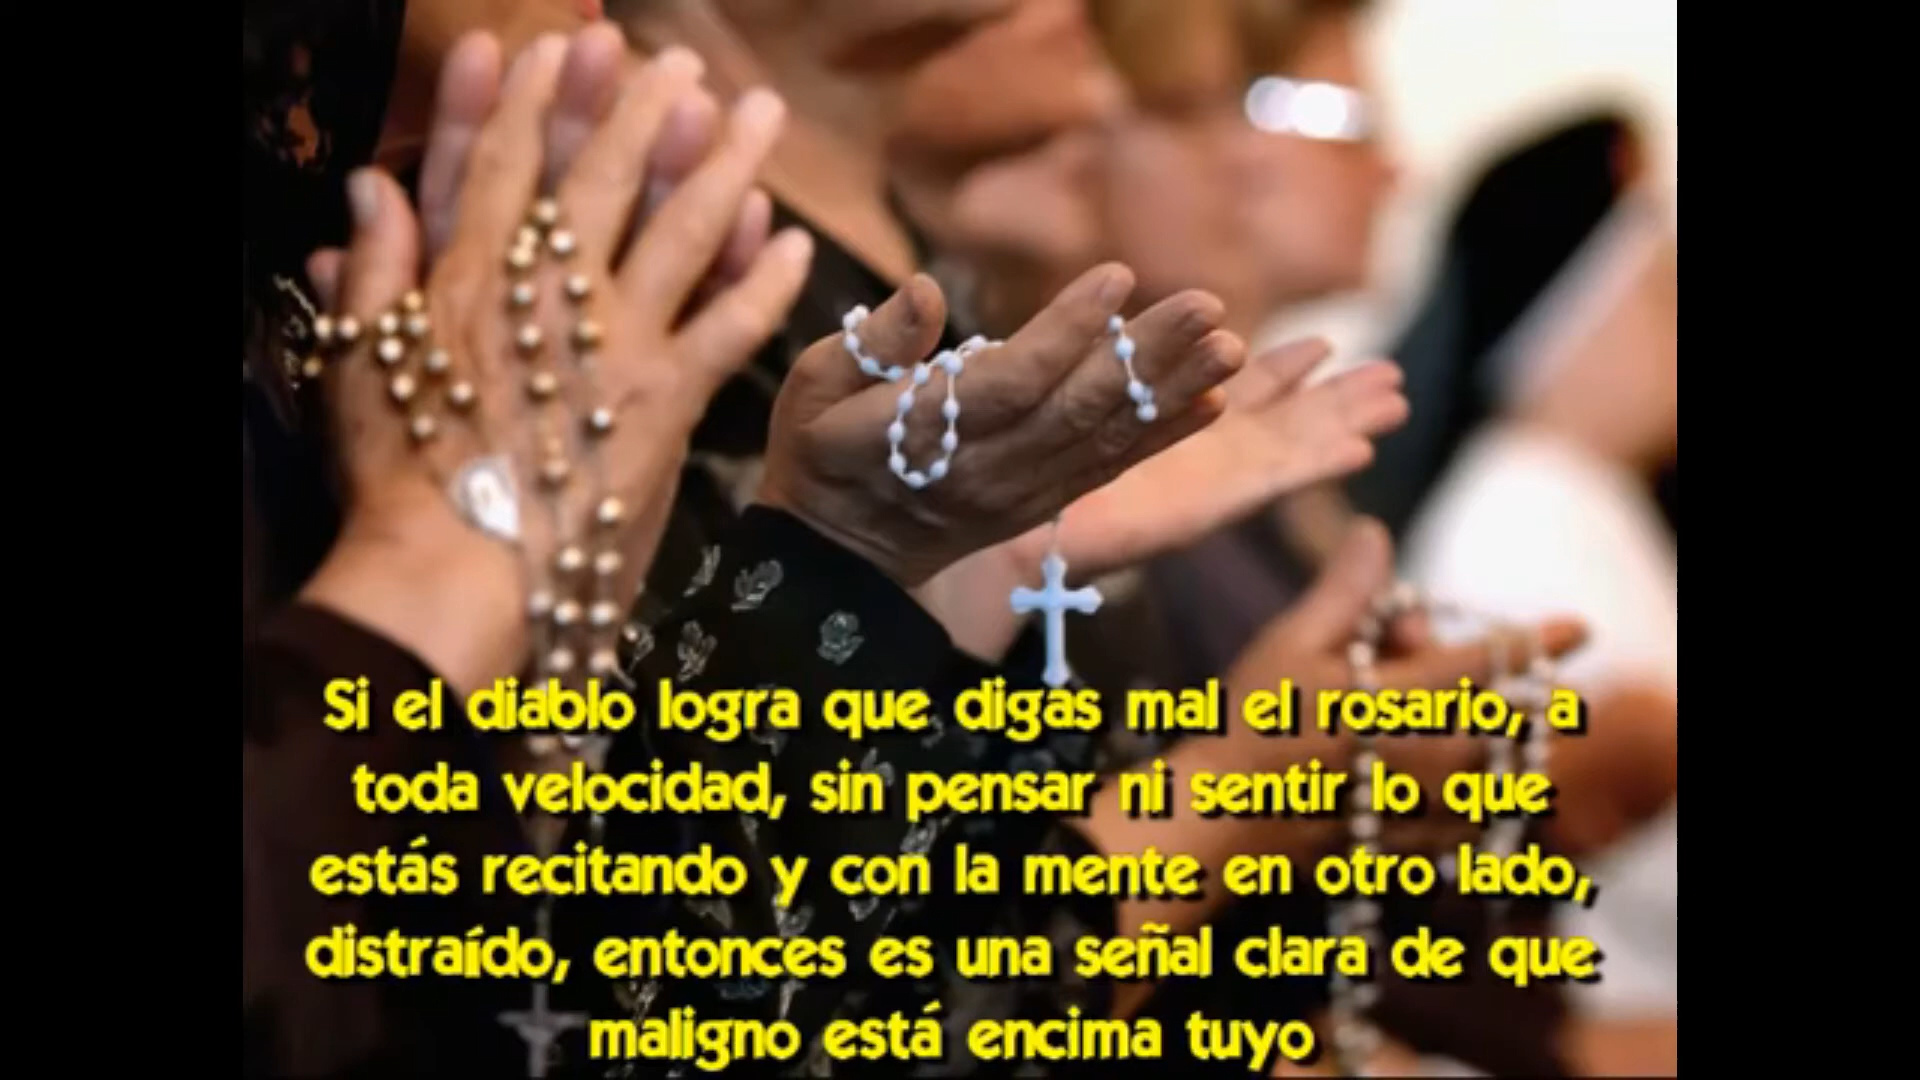 Si el diablo logra que digas mal el rosario, a
toda velocidad, sin pensar ni sentir lo que
estás recitando y con la mente en otro lado,
distraído, entonces es una señal clara de que
maligno está encima tuyo